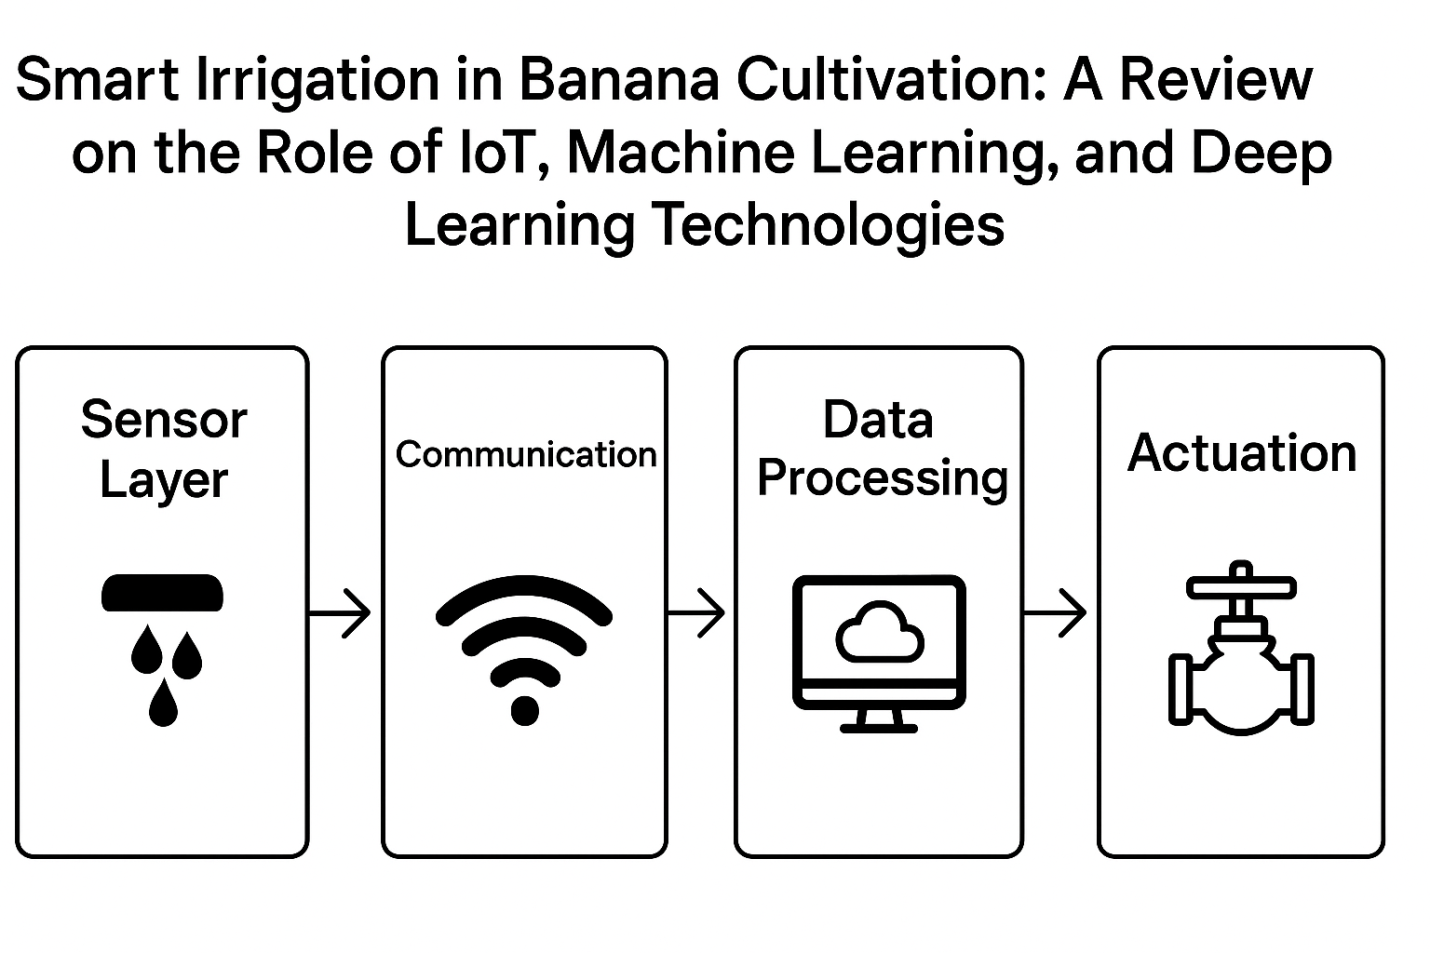 Smart Irrigation in Banana Cultivation: A Review
on the Role of IoT, Machine Learning, and Deep
Learning Technologies
Sensor
Layer
Communication
Data
Processing
Actuation